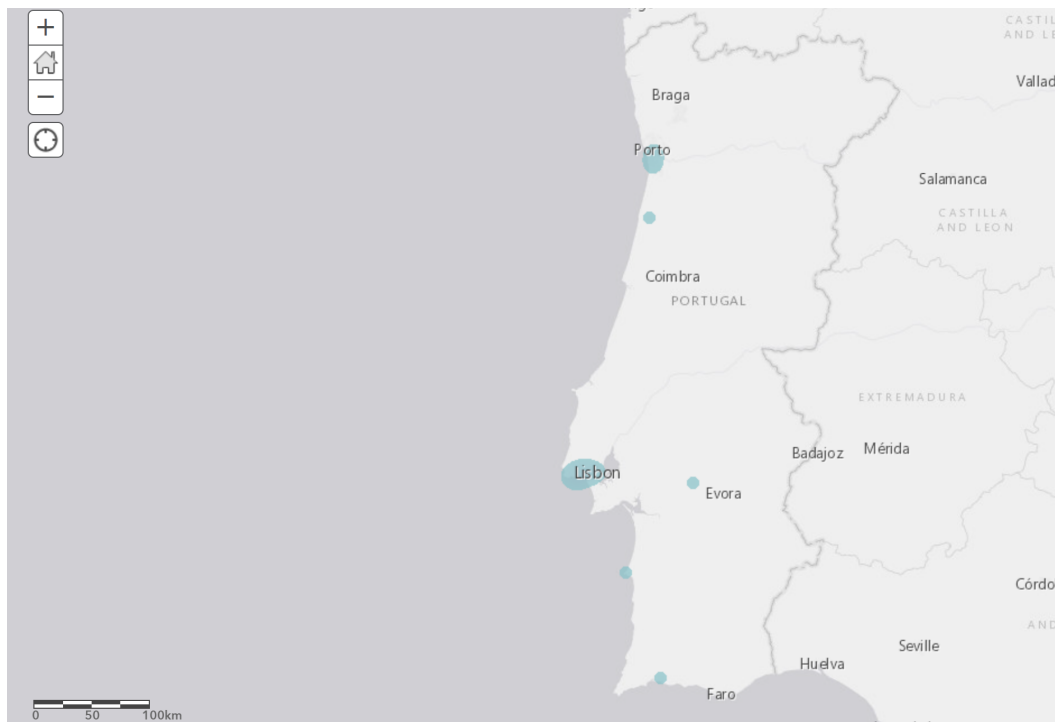 CASTIL
AND LE
Vallad
Braga
Porto
Salamanca
CASTILLA
AND LEON
Coimbra
PORTUGAL
EXTREMADURA
Badajoz
Mérida
Lisbon
Evora
Córdo
AND
Seville
Huelva
Faro
0 50 100km